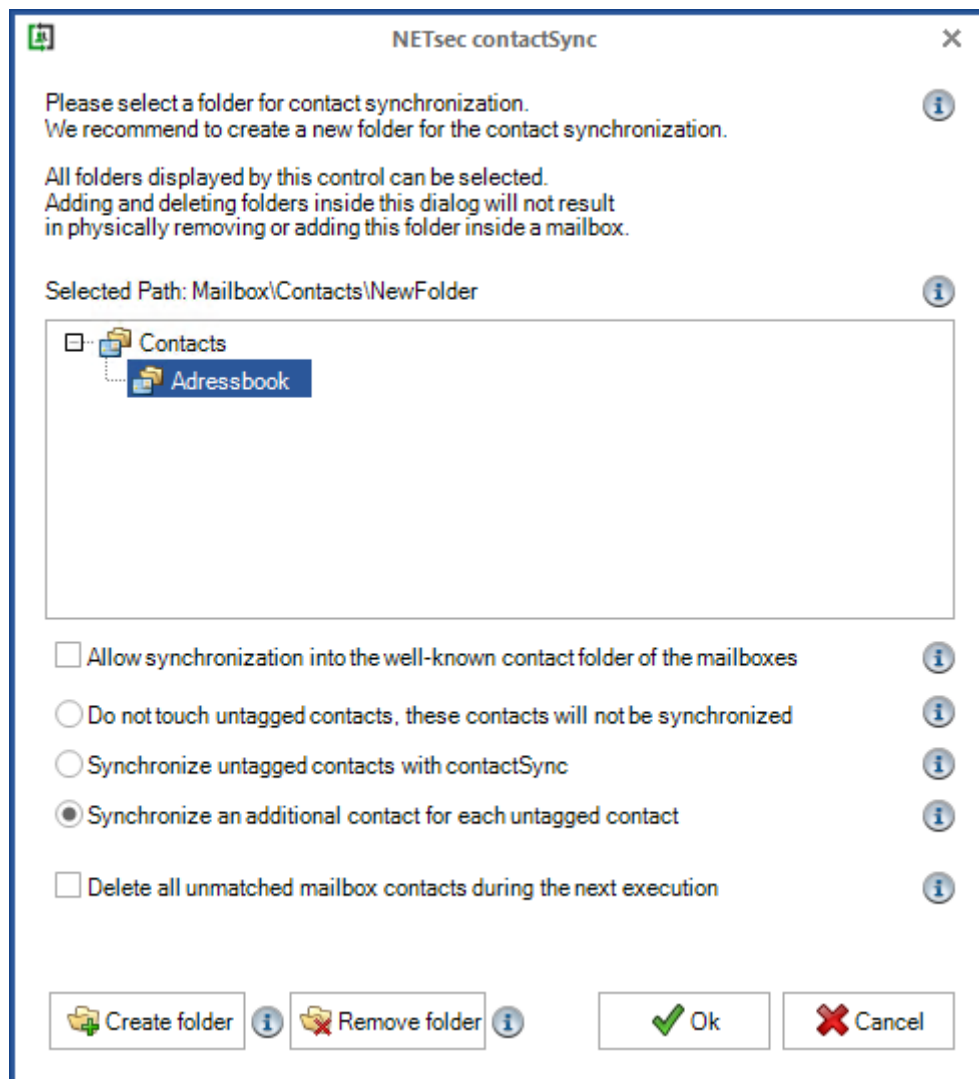 NETsec contactSync
Please select a folder for contact synchronization.
We recommend to create a new folder for the contact synchronization.
All folders displayed by this control can be selected.
Adding and deleting folders inside this dialog will not result
in physically removing or adding this folder inside a mailbox.
Selected Path: Mailbox\Contacts\NewFolder
Contacts
Adressbook
Allow synchronization into the well-known contact folder of the mailboxes
Do not touch untagged contacts, these contacts will not be synchronized
Synchronize untagged contacts with contactSync
Synchronize an additional contact for each untagged contact
Delete all unmatched mailbox contacts during the next execution
Create folder Remove folder Ok Cancel